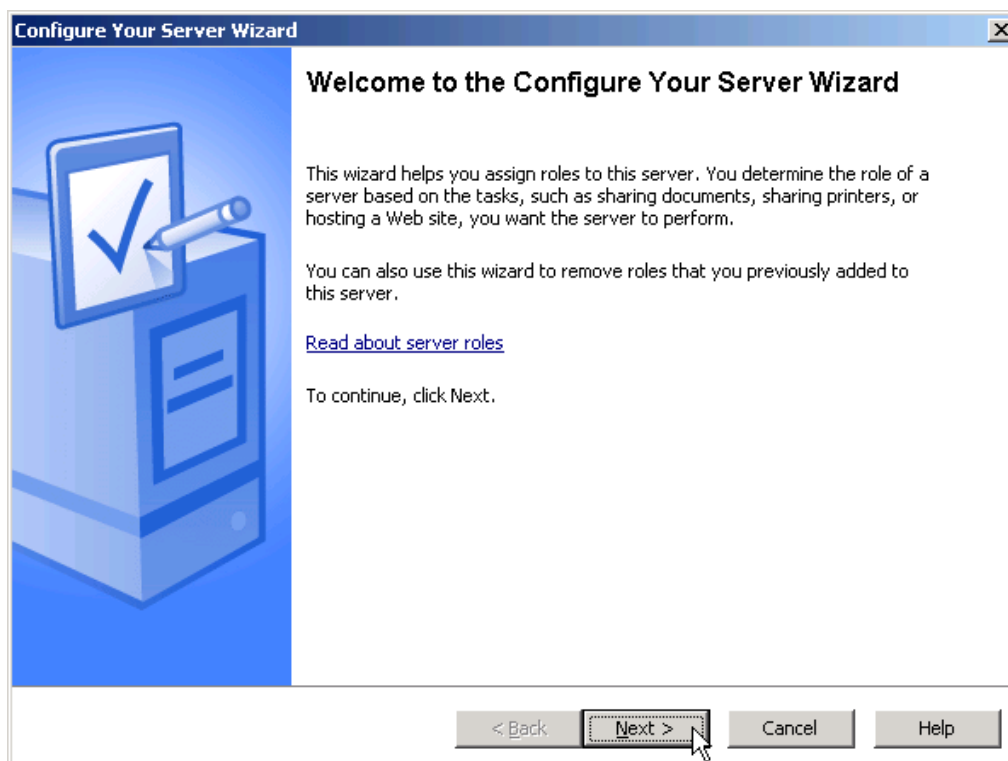 Configure Your Server Wizard
Welcome to the Configure Your Server Wizard
This wizard helps you assign roles to this server. You determine the role of a
server based on the tasks, such as sharing documents, sharing printers, or
hosting a Web site, you want the server to perform.
You can also use this wizard to remove roles that you previously added to
this server.
Read about server roles
To continue, click Next.
< Back
Next >
Cancel
Help